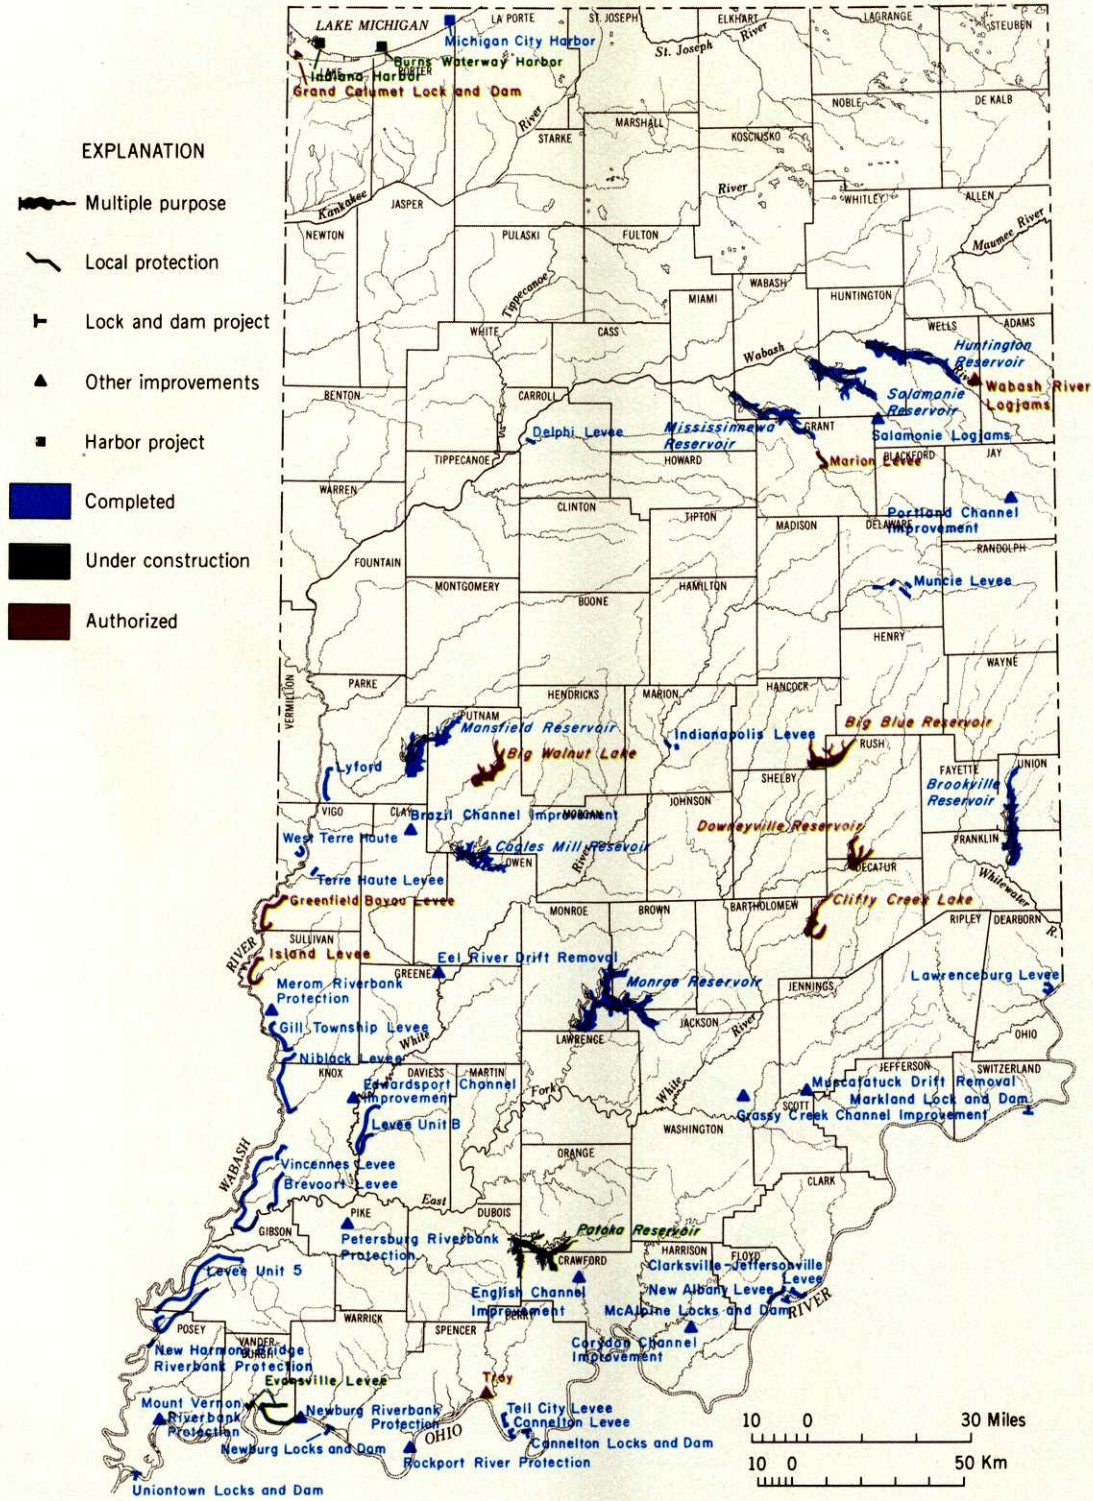 LAKE MICHIGAN
LA PORTE
ST. JOSEPH
ELKHART
LAGRANGE
STEUBEN
Michigan City Harbor
St. Joseph River
Burns Waterway Harbor
LAKE
PORTER
Indiana Harbor
Grand Calumet Lock and Dam
NOBLE
DE KALB
River
STARKE
MARSHALL
KOSCIUSKO
EXPLANATION
Multiple purpose
Local protection
Lock and dam project
Other improvements
Harbor project
Completed
Under construction
Authorized
Kankakee
JASPER
River
WHITLEY
ALLEN
NEWTON
PULASKI
FULTON
Maumee River
Tippecanoe
WABASH
MIAMI
HUNTINGTON
WHITE
CASS
WELLS
ADAMS
Wabash
Huntington
Reservoir
River
Wabash River
Logjams
BENTON
CARROLL
Salamonie
Reservoir
Mississinnewa
Reservoir
GRANT
Delphi Levee
Salamonie Logjams
TIPPECANOE
HOWARD
Marion Levee
BLACKFORD
JAY
WARREN
CLINTON
TIPTON
MADISON
DELAWARE
Portland Channel
Improvement
RANDOLPH
FOUNTAIN
MONTGOMERY
BOONE
HAMILTON
Muncie Levee
HENRY
WAYNE
VERMILLION
PARKE
HENDRICKS
MARION
HANCOCK
PUTNAM
Mansfield Reservoir
Indianapolis Levee
Big Blue Reservoir
RUSH
Big Walnut Lake
Lyford
SHELBY
FAYETTE
UNION
Brookville
Reservoir
VIGO
CLAY
Brazil Channel Improvement
MORGAN
JOHNSON
West Terre Haute
Downeyville Reservoir
FRANKLIN
Cagles Mill Resevoir
OWEN
River
DECATUR
Terre Haute Levee
Whitewater
R.
Greenfield Bayou Levee
MONROE
BROWN
BARTHOLOMEW
Clifty Creek Lake
RIPLEY
DEARBORN
SULLIVAN
RIVER
Island Levee
Eel River Drift Removal
GREENE
Lawrenceburg Levee
Merom Riverbank
Protection
Monroe Reservoir
JENNINGS
Gill Township Levee
JACKSON
River
OHIO
White
LAWRENCE
Niblack Levee
KNOX
DAVIESS
MARTIN
JEFFERSON
SWITZERLAND
Edwardsport Channel
Improvement
Fork
White
Muscatatuck Drift Removal
Markland Lock and Dam
SCOTT
Grassy Creek Channel Improvement
Levee Unit B
WASHINGTON
WABASH
Vincennes Levee
ORANGE
Brevoort Levee
CLARK
East
PIKE
DUBOIS
GIBSON
Petersburg Riverbank
Protection
Patoka Reservoir
HARRISON
FLOYD
CRAWFORD
Clarksville-Jeffersonville
Levee
Levee Unit 5
New Albany Levee
English Channel
Improvement
McAlpine Locks and Dam
RIVER
PERRY
WARRICK
SPENCER
POSEY
VANDER-
BURGH
Corydon Channel
Improvement
New Harmony Bridge
Riverbank Protection
Evansville Levee
Troy
Mount Vernon
Riverbank
Protection
Newburg Riverbank
Protection
Tell City Levee
Cannelton Levee
Newburg Locks and Dam
OHIO
Cannelton Locks and Dam
Rockport River Protection
Uniontown Locks and Dam
10 0 30 Miles
10 0 50 Km